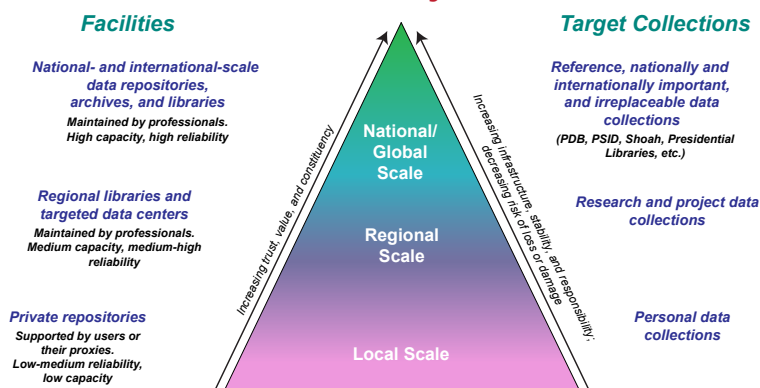 Facilities
National- and international-scale
data repositories,
archives, and libraries
Maintained by professionals.
High capacity, high reliability
Regional libraries and
targeted data centers
Maintained by professionals.
Medium capacity, medium-high
reliability
Private repositories
Supported by users or
their proxies.
Low-medium reliability,
low capacity
Increasing trust, value, and constituency
National/
Global
Scale
Regional
Scale
Local Scale
Increasing infrastructure, stability, and responsibility;
decreasing risk of loss or damage
Target Collections
Reference, nationally and
internationally important,
and irreplaceable data
collections
(PDB, PSID, Shoah, Presidential
Libraries, etc.)
Research and project data
collections
Personal data
collections